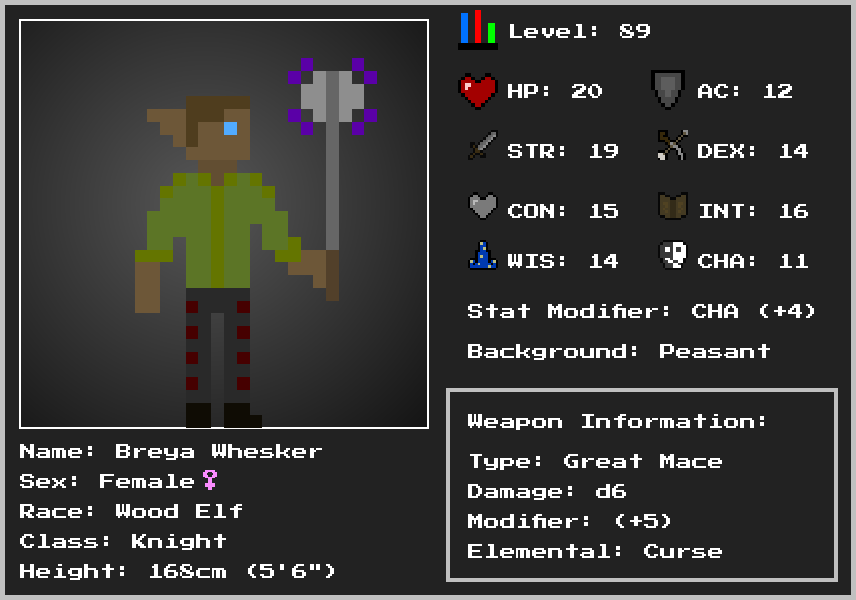 Level: 89
HP: 20
AC: 12
STR: 19
DEX: 14
CON: 15
INT: 16
WIS: 14
CHA: 11
Stat Modifier: CHA (+4)
Background: Peasant
Name: Breya Whesker
Sex: Female♀
Race: Wood Elf
Class: Knight
Height: 168cm (5'6")
Weapon Information:
Type: Great Mace
Damage: d6
Modifier: (+5)
Elemental: Curse